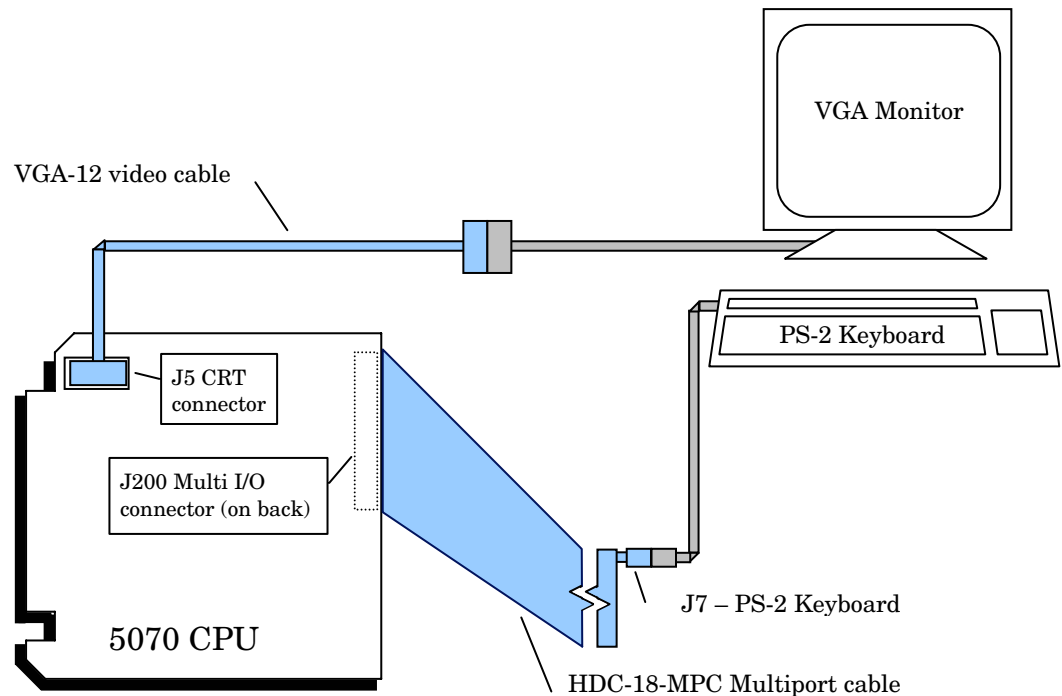 VGA Monitor
VGA-12 video cable
PS-2 Keyboard
J5 CRT
connector
J200 Multi I/O
connector (on back)
J7 – PS-2 Keyboard
5070 CPU
HDC-18-MPC Multiport cable